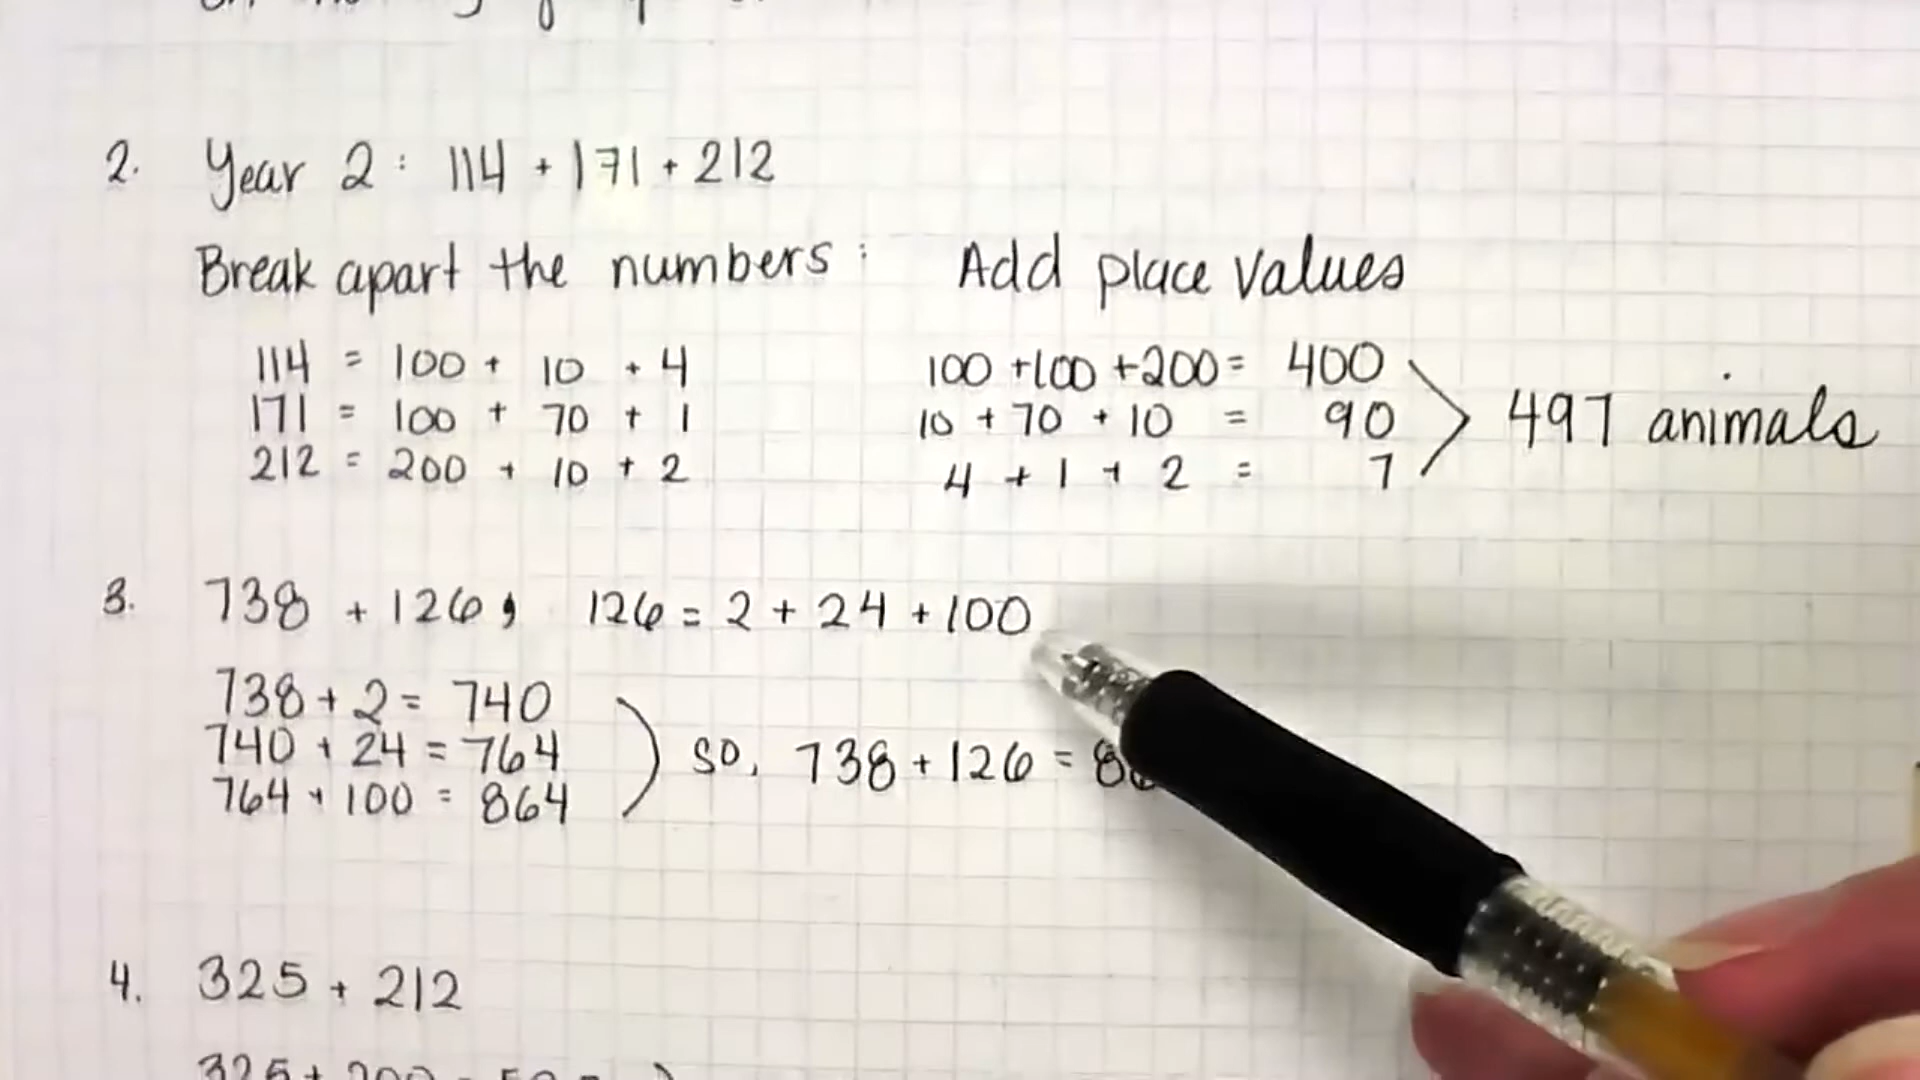 2. Year 2: 114 + 171 + 212
Break apart the numbers: Add place values
114 = 100 + 10 + 4
171 = 100 + 70 + 1
212 = 200 + 10 + 2
100 + 100 + 200 = 400
10 + 70 + 10 = 90
4 + 1 + 2 = 7
497 animals
3. 738 + 126, 126 = 2 + 24 + 100
738 + 2 = 740
740 + 24 = 764
764 + 100 = 864
so, 738 + 126 = 8
4. 325 + 212
325 +